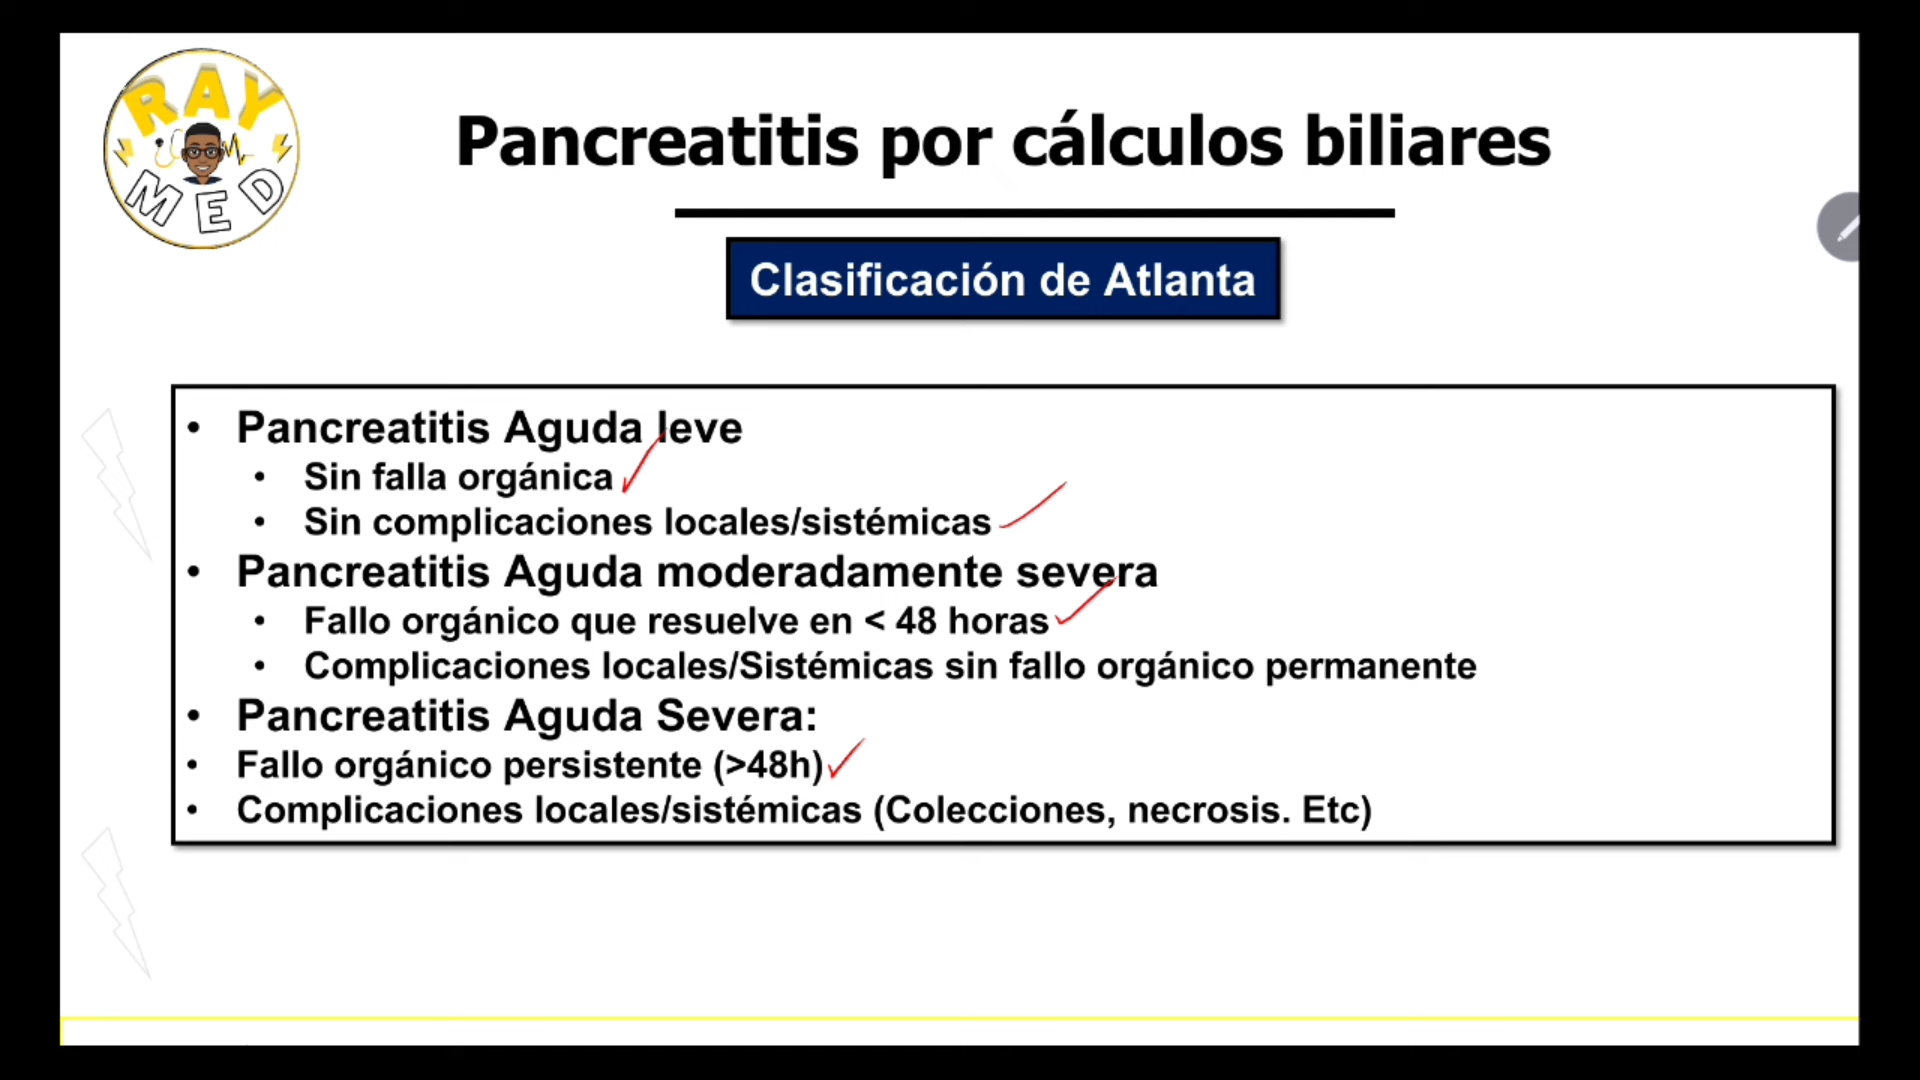 RAY
MED
Pancreatitis por cálculos biliares
Clasificación de Atlanta
• Pancreatitis Aguda leve
• Sin falla orgánica
• Sin complicaciones locales/sistémicas
• Pancreatitis Aguda moderadamente severa
• Fallo orgánico que resuelve en < 48 horas
• Complicaciones locales/Sistémicas sin fallo orgánico permanente
• Pancreatitis Aguda Severa:
• Fallo orgánico persistente (>48h)
• Complicaciones locales/sistémicas (Colecciones, necrosis. Etc)